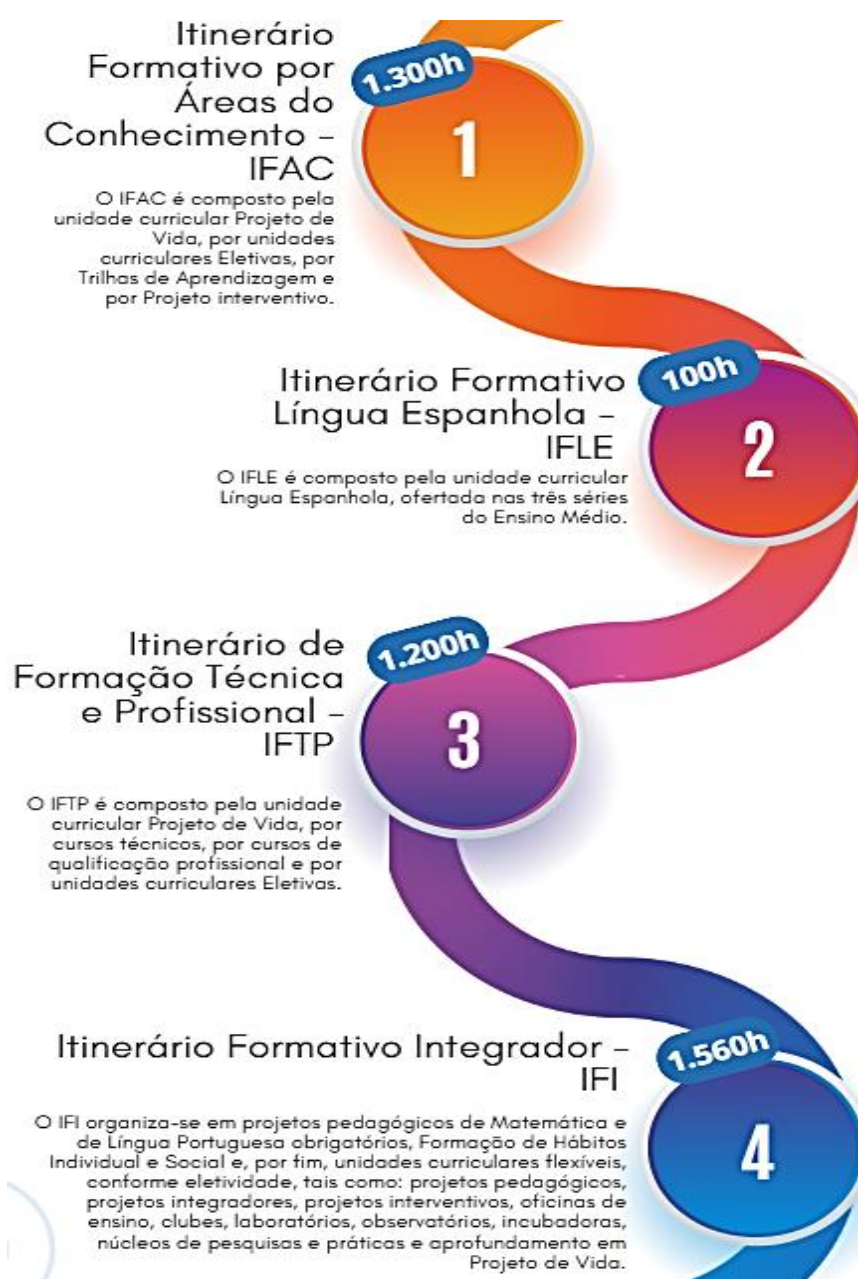 Itinerário
Formativo por
Áreas do
Conhecimento –
IFAC
1.300h
1
O IFAC é composto pela
unidade curricular Projeto de
Vida, por unidades
curriculares Eletivas, por
Trilhas de Aprendizagem e
por Projeto interventivo.
Itinerário Formativo
Língua Espanhola –
IFLE
100h
2
O IFLE é composto pela unidade curricular
Língua Espanhola, ofertada nas três séries
do Ensino Médio.
Itinerário de
Formação Técnica
e Profissional –
IFTP
1.200h
3
O IFTP é composto pela unidade
curricular Projeto de Vida, por
cursos técnicos, por cursos de
qualificação profissional e por
unidades curriculares Eletivas.
Itinerário Formativo Integrador –
IFI
1.560h
4
O IFI organiza-se em projetos pedagógicos de Matemática e
de Língua Portuguesa obrigatórios, Formação de Hábitos
Individual e Social e, por fim, unidades curriculares flexíveis,
conforme eletividade, tais como: projetos pedagógicos,
projetos integradores, projetos interventivos, oficinas de
ensino, clubes, laboratórios, observatórios, incubadoras,
núcleos de pesquisas e práticas e aprofundamento em
Projeto de Vida.